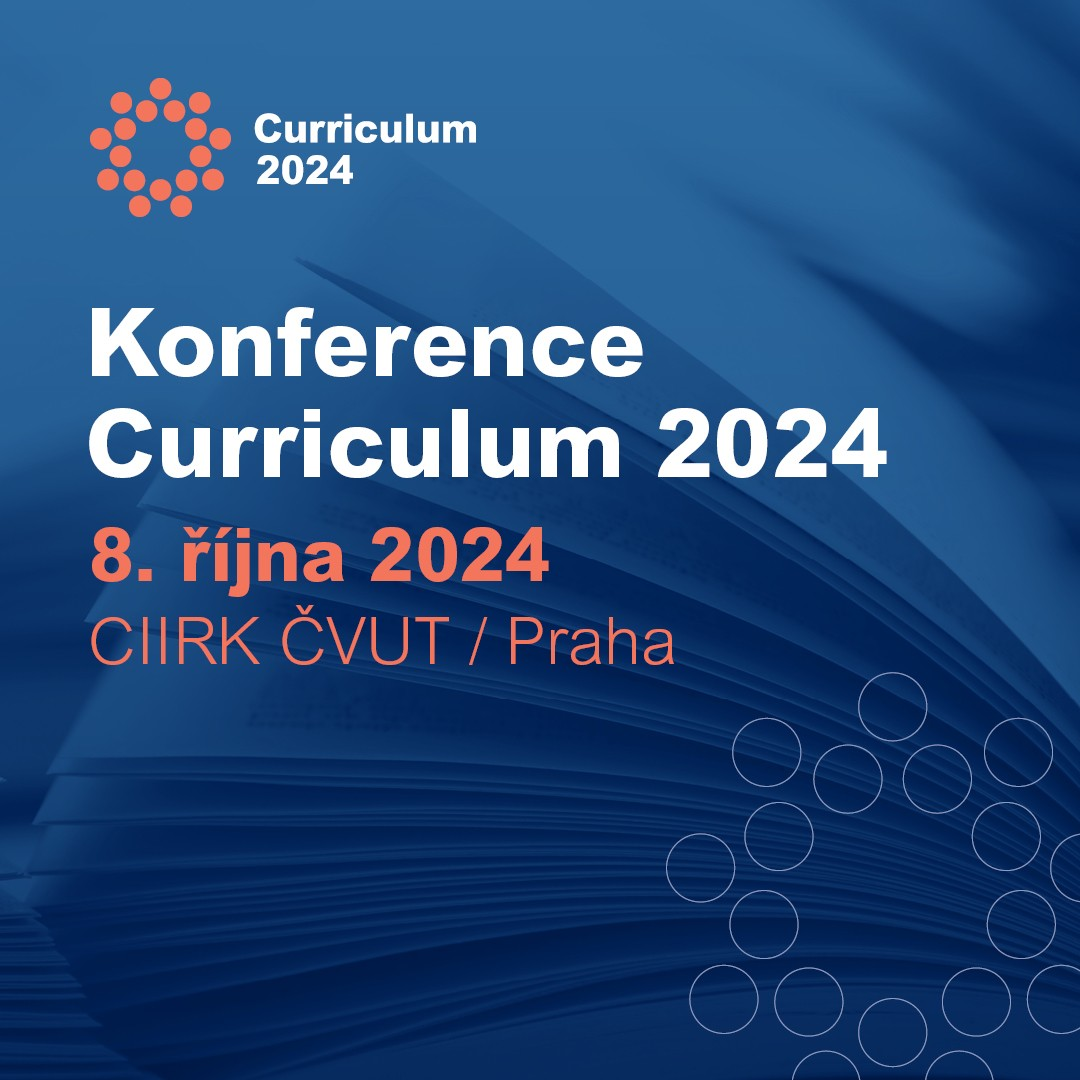 Curriculum
2024
Konference
Curriculum 2024
8. října 2024
CIIRK ČVUT / Praha